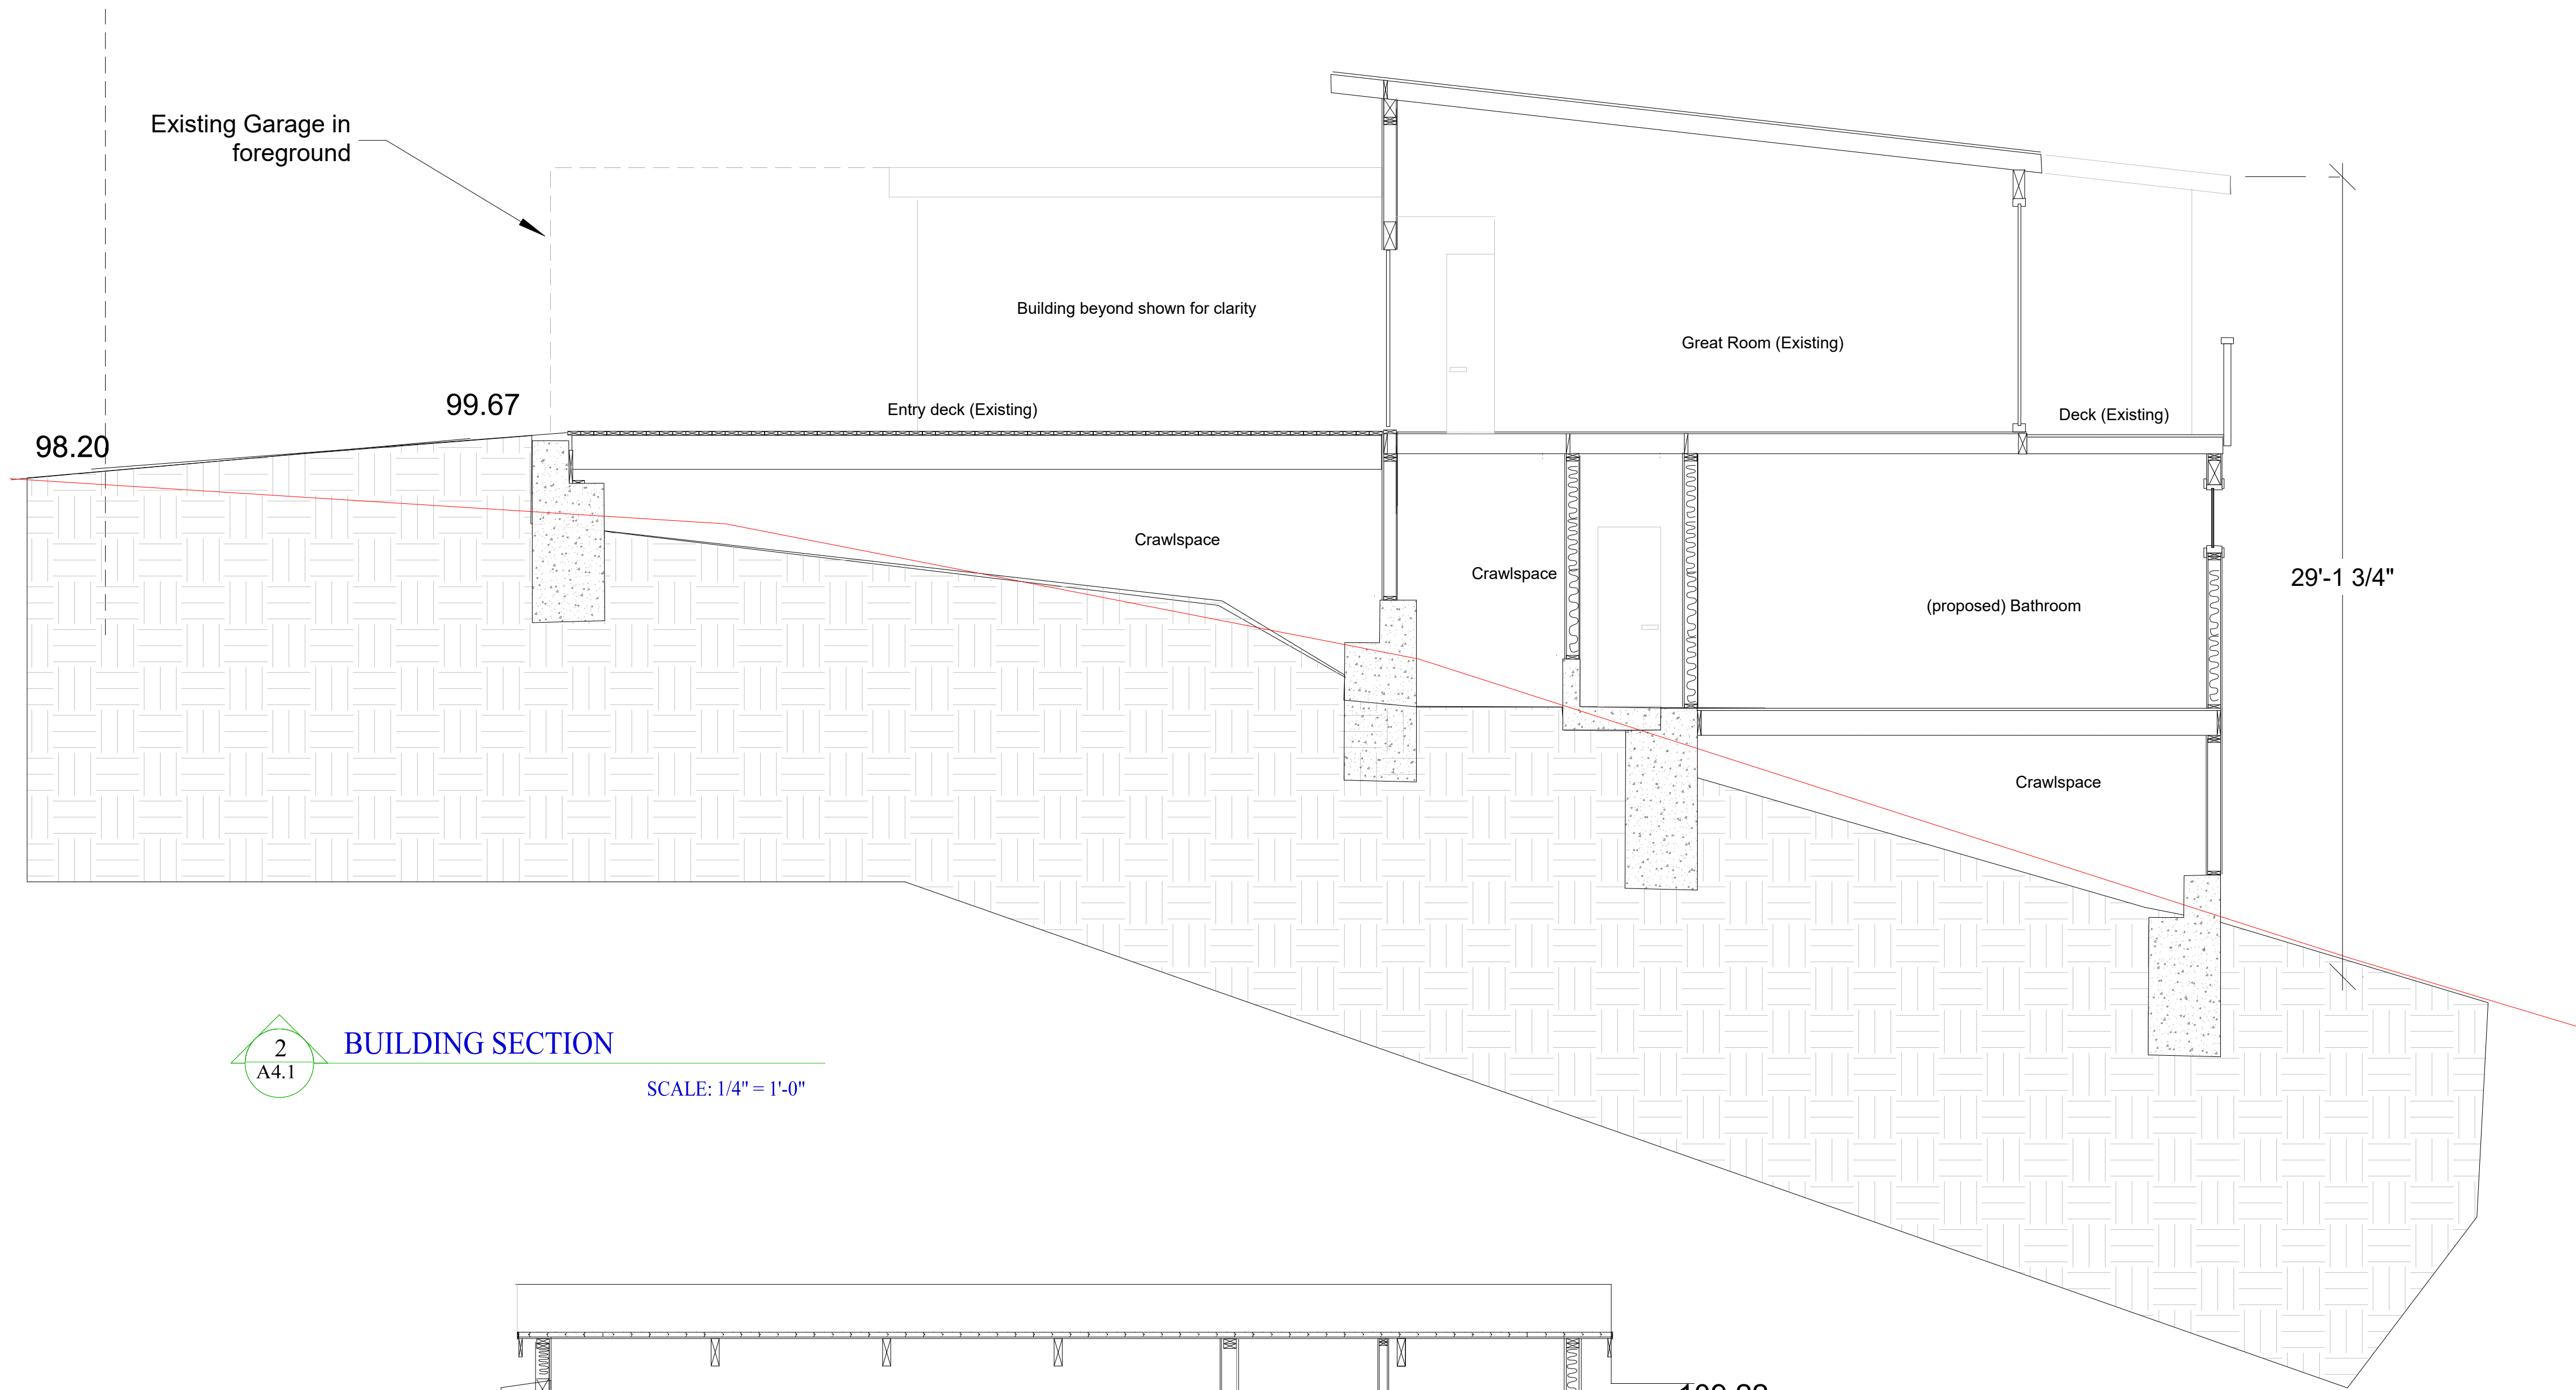 Existing Garage in
foreground
Building beyond shown for clarity
Great Room (Existing)
99.67
Entry deck (Existing)
Deck (Existing)
98.20
Crawlspace
Crawlspace
29'-1 3/4"
(proposed) Bathroom
Crawlspace
2
A4.1
BUILDING SECTION
SCALE: 1/4" = 1'-0"